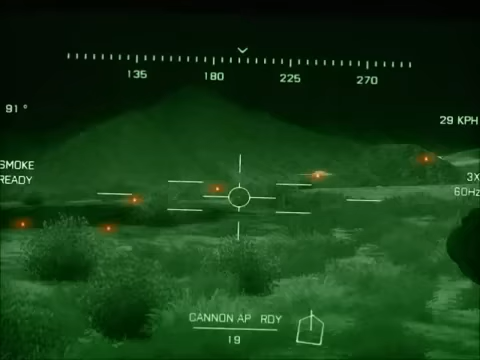 135 180 225 270
91 °
29 KPH
SMOKE
READY
3X
60Hz
CANNON AP RDY
19